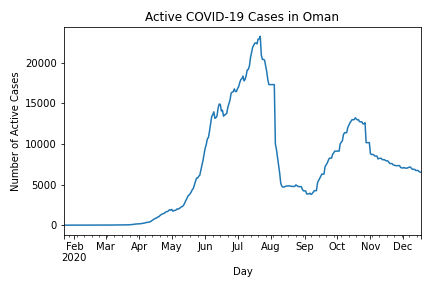 Active COVID-19 Cases in Oman
Number of Active Cases
20000
15000
10000
5000
0
Feb Mar Apr May Jun Jul Aug Sep Oct Nov Dec
2020
Day